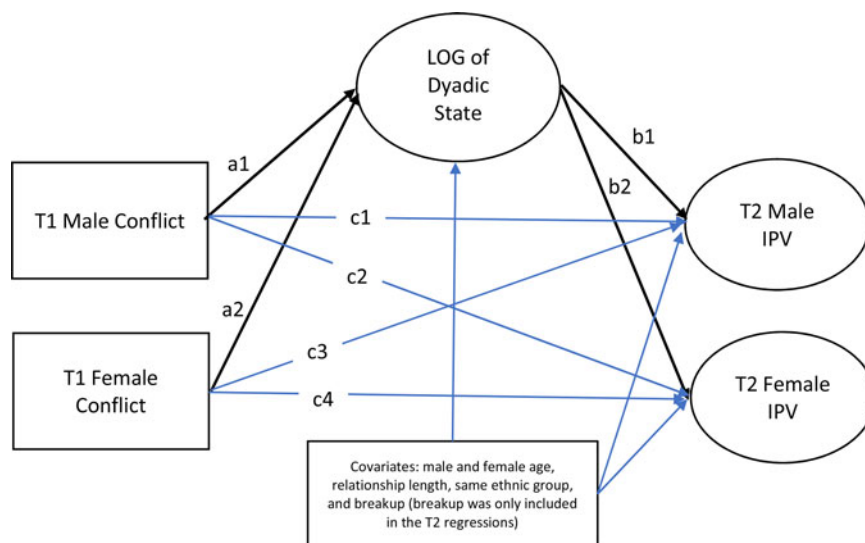 LOG of
Dyadic
State
a1
b1
b2
T1 Male Conflict
c1
T2 Male
IPV
c2
a2
c3
T1 Female
Conflict
c4
T2 Female
IPV
Covariates: male and female age,
relationship length, same ethnic group,
and breakup (breakup was only included
in the T2 regressions)